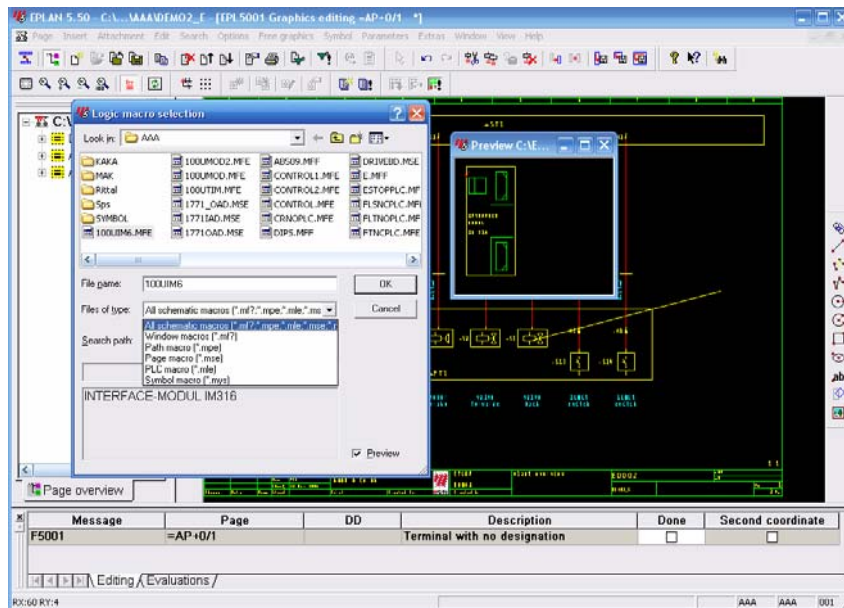 EPLAN 5.50 - C:\...\AAA\DEMO2_E - [EPL5001 Graphics editing =AP+0/1 *]
Page Insert Attachment Edit Search Options Free graphics Symbol Parameters Extras Window View Help
Logic macro selection
Look in: AAA
KAKA 100UMOD2.MFE ABS09.MFF DRIVEBD.MSE
MAK 100UMOD.MFE CONTROL1.MFE E.MFF
Rittal 100UTIM.MFE CONTROL2.MFE ESTOPPLC.MF
Sps 1771_OAD.MSE CONTROL.MFE FLSNCPLC.MF
SYMBOL 1771IAD.MSE CRNOPLC.MFE FLTNOPLC.MF
100UIM6.MFE 1771OAD.MSE DIPS.MFF FTNCPLC.MF
File name: 100UIM6 OK
Files of type: All schematic macros (*.mf?,*.mpe,*.mle,*.ms Cancel
All schematic macros (*.mf?,*.mpe,*.mle,*.mse,*.
Window macros (*.mf?)
Search path: Path macro (*.mpe)
Page macro (*.mse)
PLC macro (*.mle)
Symbol macro (*.mys)
INTERFACE-MODUL IM316
Preview
Preview C:\E...
Page overview
Message Page DD Description Done Second coordinate
F5001 =AP+0/1 Terminal with no designation
Editing Evaluations
RX:60 RY:4 AAA AAA 001